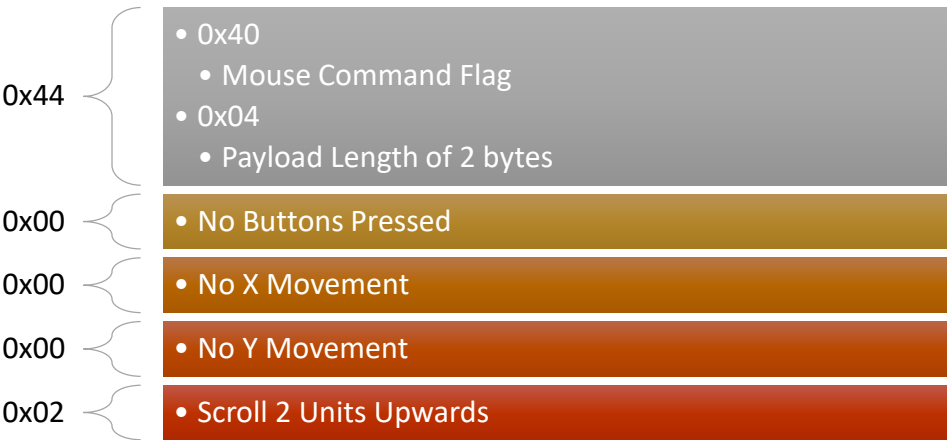 0x44
• 0x40
• Mouse Command Flag
• 0x04
• Payload Length of 2 bytes
0x00
• No Buttons Pressed
0x00
• No X Movement
0x00
• No Y Movement
0x02
• Scroll 2 Units Upwards